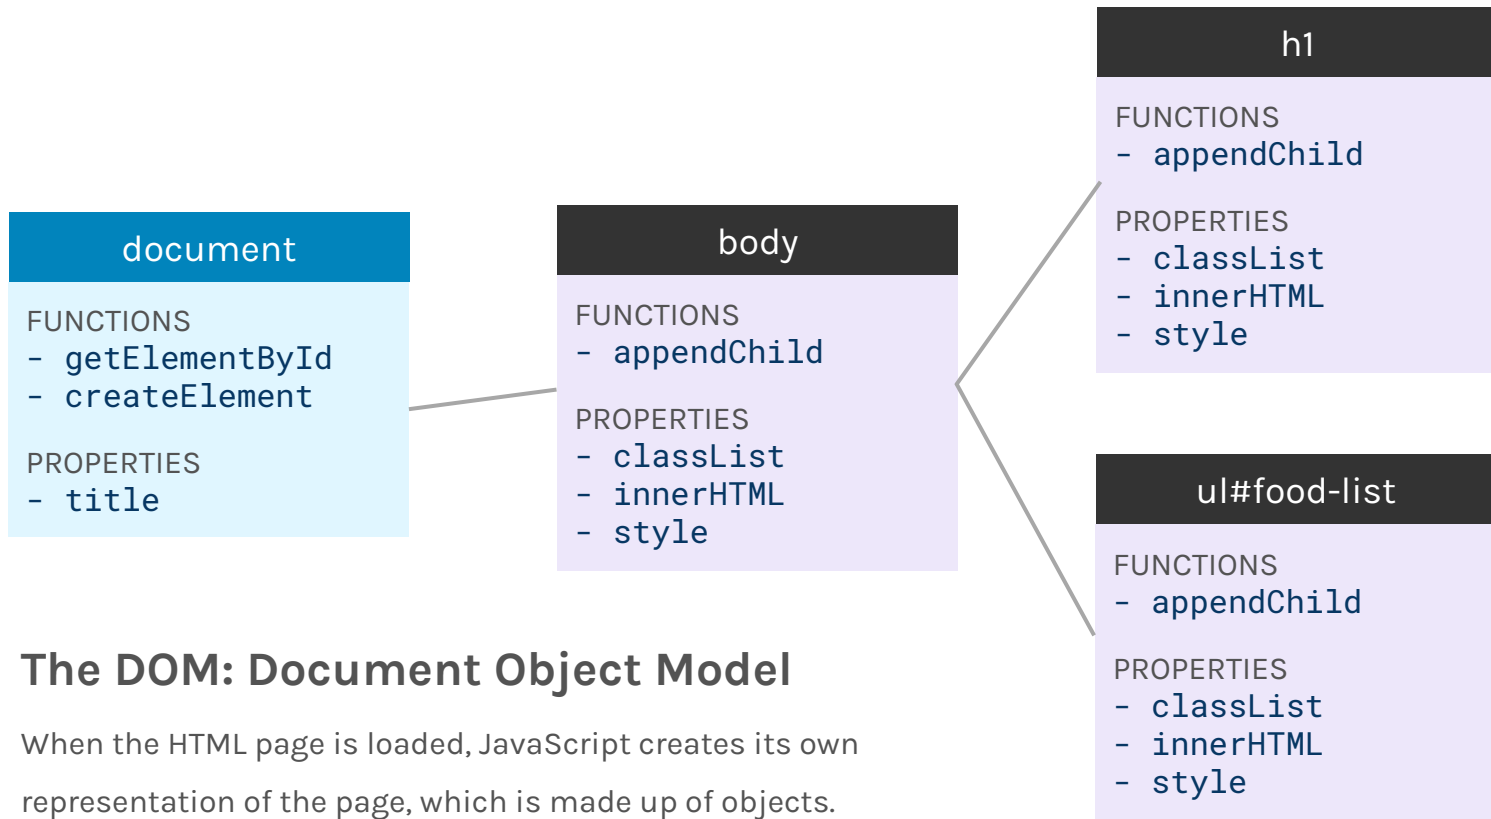 document
FUNCTIONS
- getElementById
- createElement
PROPERTIES
- title
body
FUNCTIONS
- appendChild
PROPERTIES
- classList
- innerHTML
- style
h1
FUNCTIONS
- appendChild
PROPERTIES
- classList
- innerHTML
- style
ul#food-list
FUNCTIONS
- appendChild
PROPERTIES
- classList
- innerHTML
- style
The DOM: Document Object Model
When the HTML page is loaded, JavaScript creates its own
representation of the page, which is made up of objects.